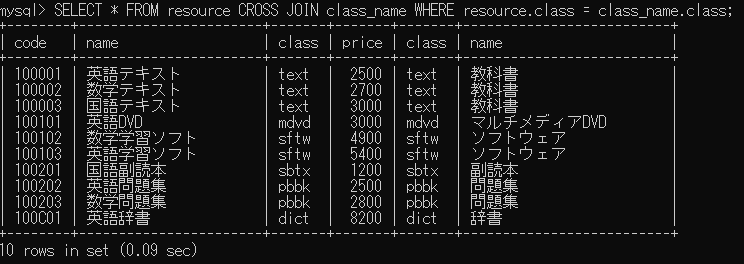 mysql> SELECT * FROM resource CROSS JOIN class_name WHERE resource.class = class_name.class;
+--------+----------------+-------+-------+-------+-------------------+
| code | name | class | price | class | name |
+--------+----------------+-------+-------+-------+-------------------+
| 100001 | 英語テキスト | text | 2500 | text | 教科書 |
| 100002 | 数学テキスト | text | 2700 | text | 教科書 |
| 100003 | 国語テキスト | text | 3000 | text | 教科書 |
| 100101 | 英語DVD | mdvd | 3000 | mdvd | マルチメディアDVD |
| 100102 | 数学学習ソフト | sftw | 4900 | sftw | ソフトウェア |
| 100103 | 英語学習ソフト | sftw | 5400 | sftw | ソフトウェア |
| 100201 | 国語副読本 | sbtx | 1200 | sbtx | 副読本 |
| 100202 | 英語問題集 | pbbk | 2500 | pbbk | 問題集 |
| 100203 | 数学問題集 | pbbk | 2800 | pbbk | 問題集 |
| 100C01 | 英語辞書 | dict | 8200 | dict | 辞書 |
+--------+----------------+-------+-------+-------+-------------------+
10 rows in set (0.09 sec)